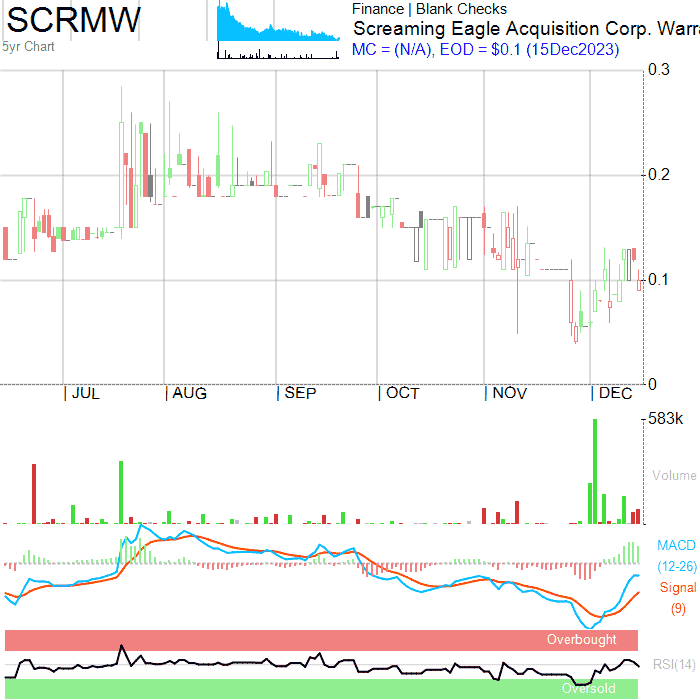 SCRMW
5yr Chart
Finance | Blank Checks
Screaming Eagle Acquisition Corp. Warra
MC = (N/A), EOD = $0.1 (15Dec2023)
0.3
0.2
0.1
0
| JUL | AUG | SEP | OCT | NOV | DEC
583k
Volume
MACD
(12-26)
Signal
(9)
Overbought
RSI(14)
Oversold